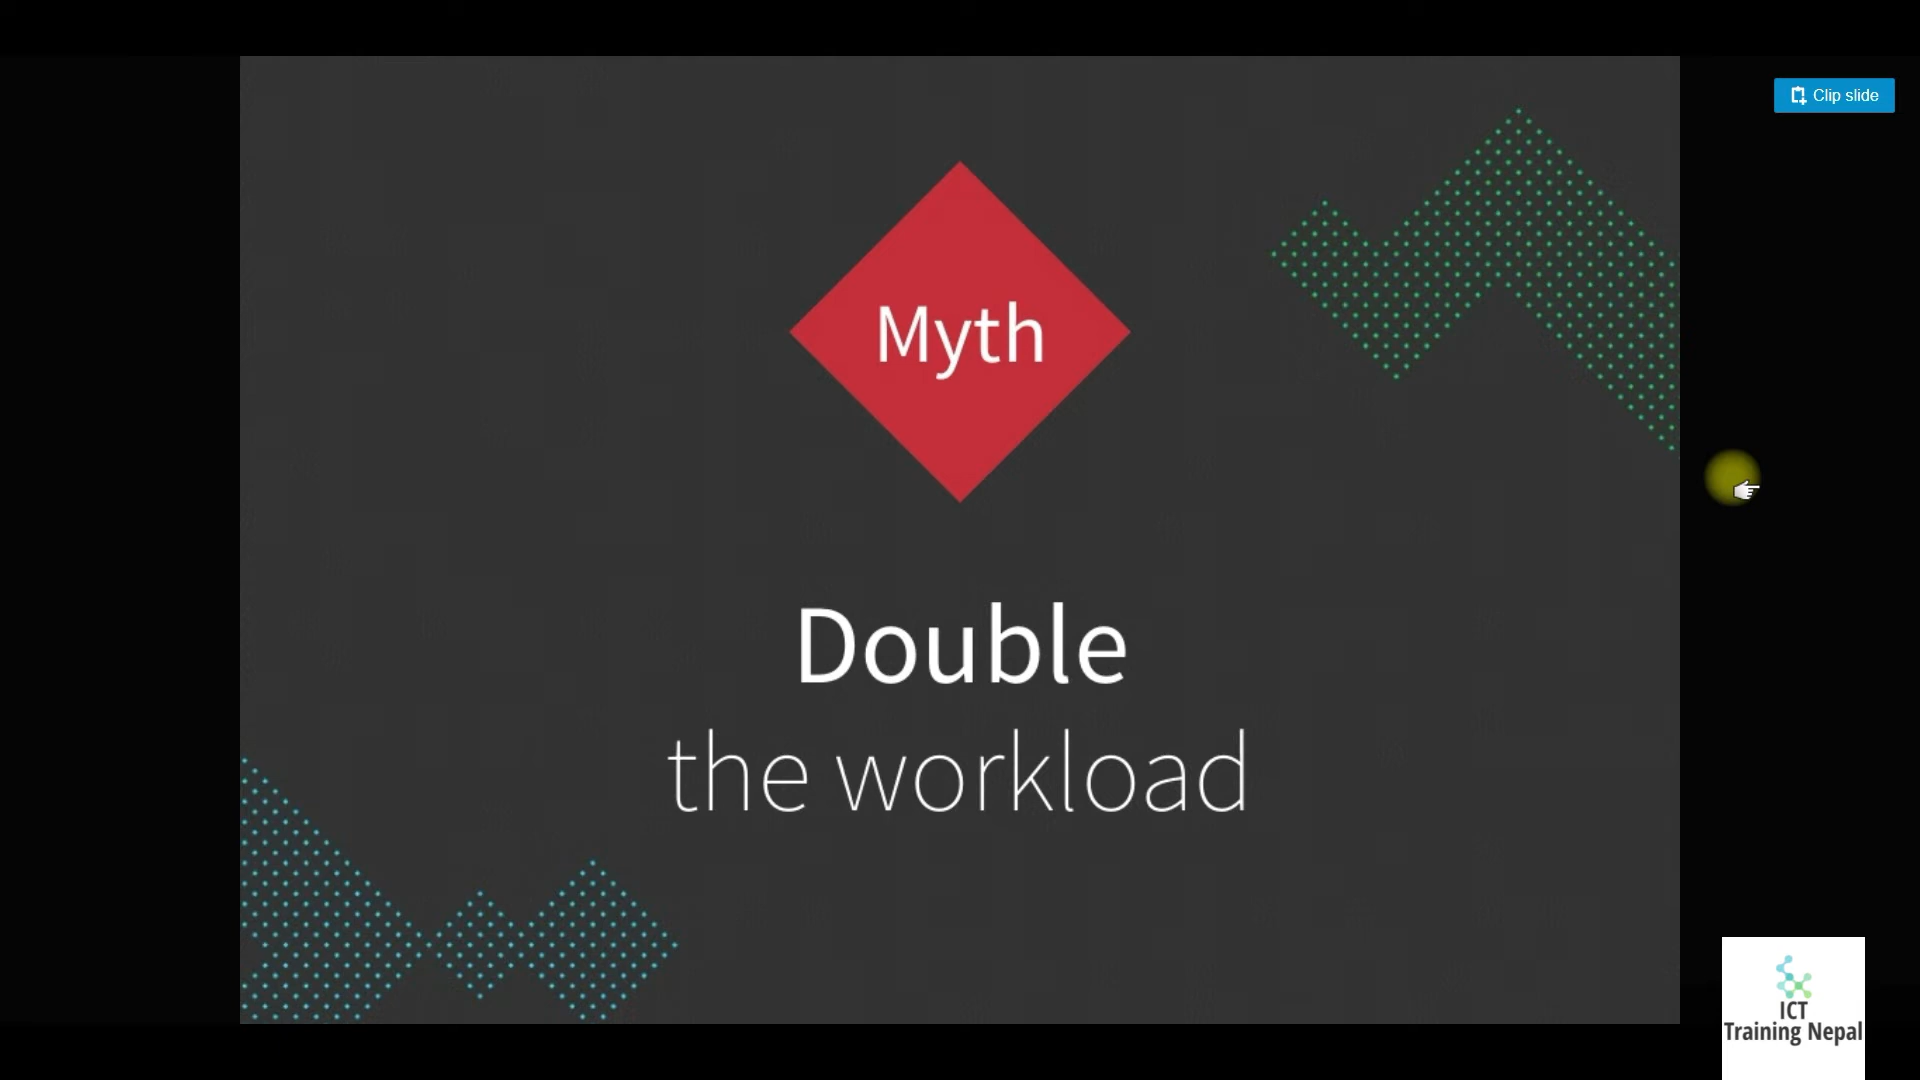 Clip slide
Myth
Double
the workload
ICT
Training Nepal